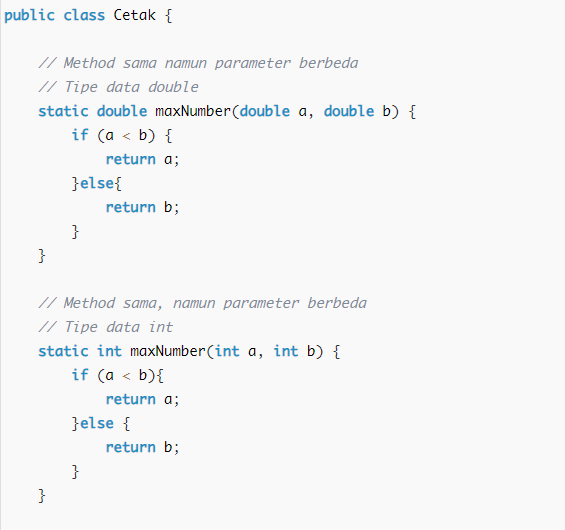 public class Cetak {
// Method sama namun parameter berbeda
// Tipe data double
static double maxNumber(double a, double b) {
if (a < b) {
return a;
}else{
return b;
}
}
// Method sama, namun parameter berbeda
// Tipe data int
static int maxNumber(int a, int b) {
if (a < b){
return a;
}else {
return b;
}
}